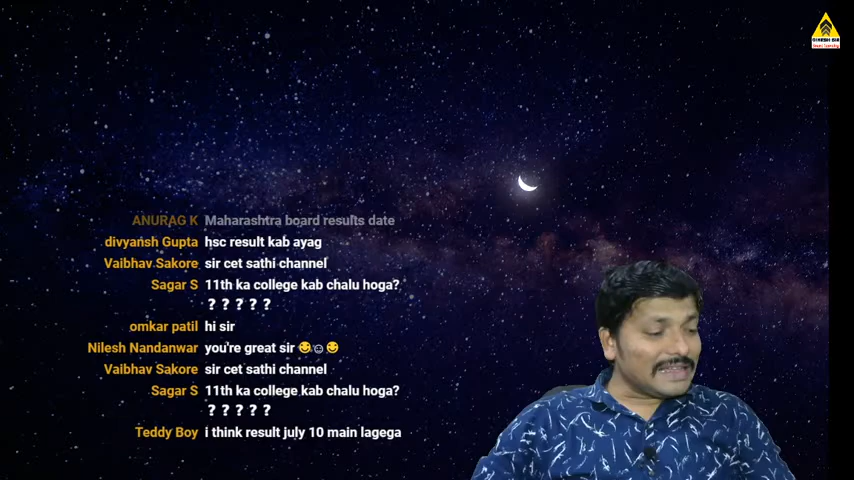 DINESH SIR
ANURAG K Maharashtra board results date
divyansh Gupta hsc result kab ayag
Vaibhav Sakore sir cet sathi channel
Sagar S 11th ka college kab chalu hoga?
? ? ? ? ?
omkar patil hi sir
Nilesh Nandanwar you're great sir 😆☺😆
Vaibhav Sakore sir cet sathi channel
Sagar S 11th ka college kab chalu hoga?
? ? ? ? ?
Teddy Boy i think result july 10 main lagega